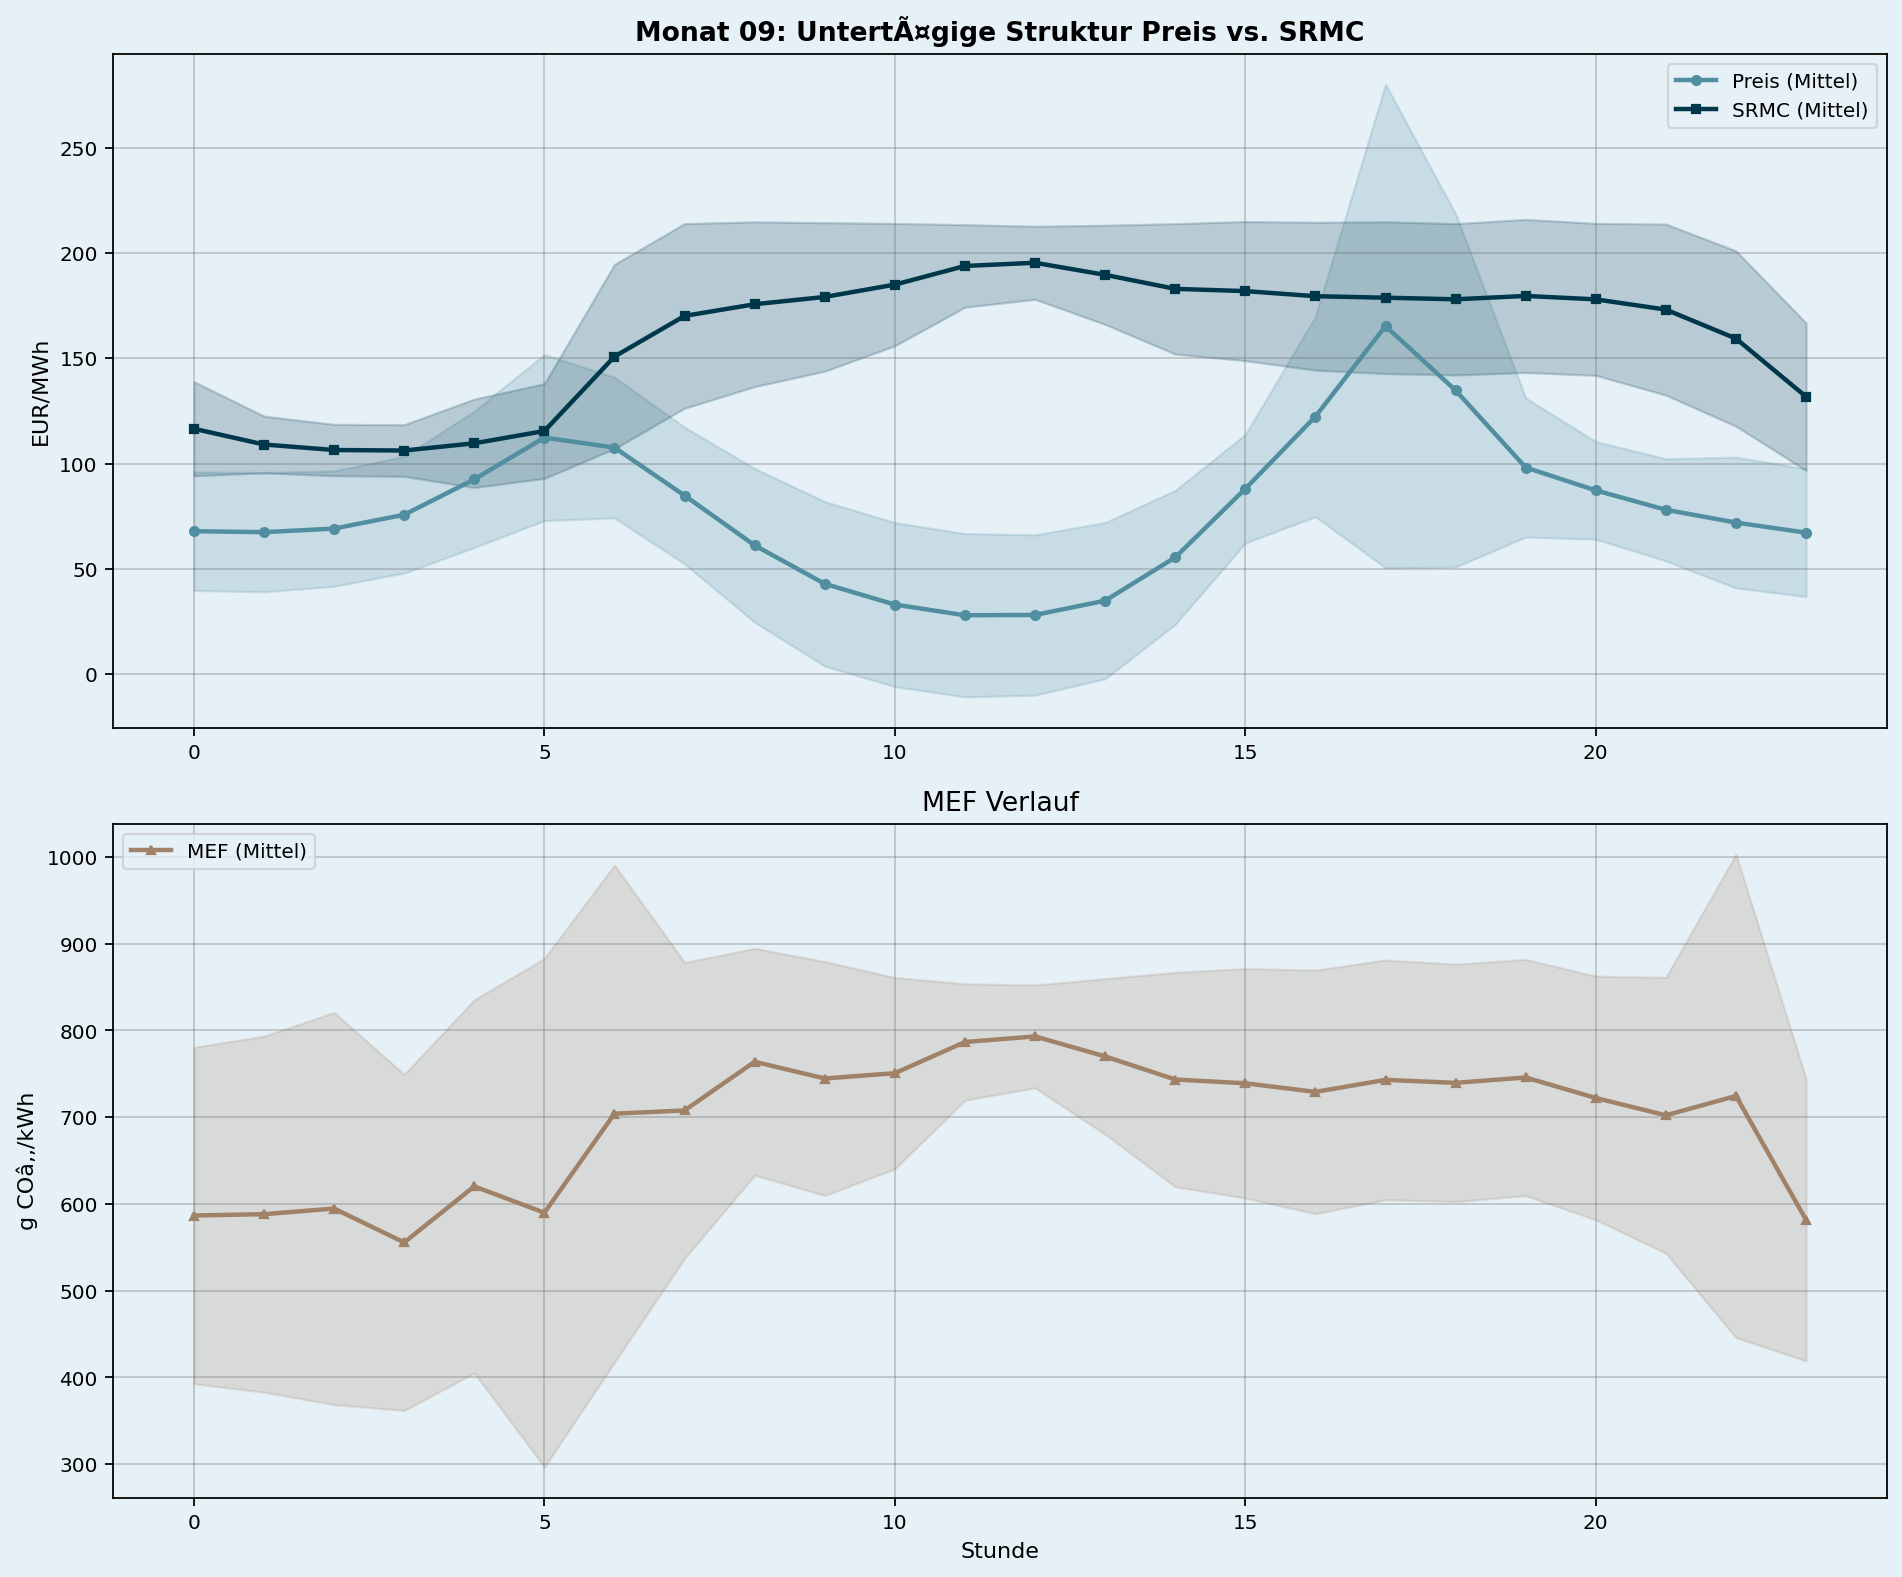 Monat 09: UntertÃ¤gige Struktur Preis vs. SRMC
Preis (Mittel)
SRMC (Mittel)
EUR/MWh
250
200
150
100
50
0
0 5 10 15 20
MEF Verlauf
MEF (Mittel)
g COâ‚‚/kWh
1000
900
800
700
600
500
400
300
0 5 10 15 20
Stunde